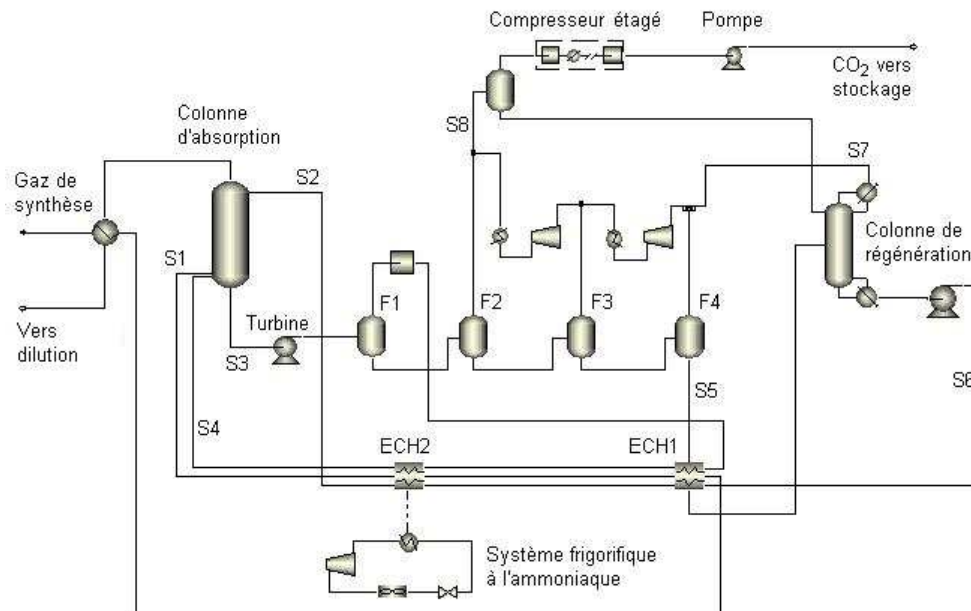 Compresseur étagé
Pompe
CO2 vers
stockage
S8
Colonne
d'absorption
S2
S7
Gaz de
synthèse
S1
Colonne de
régénération
F1
F2
F3
F4
Turbine
Vers
dilution
S3
S5
S6
S4
ECH2
ECH1
Système frigorifique
à l'ammoniaque